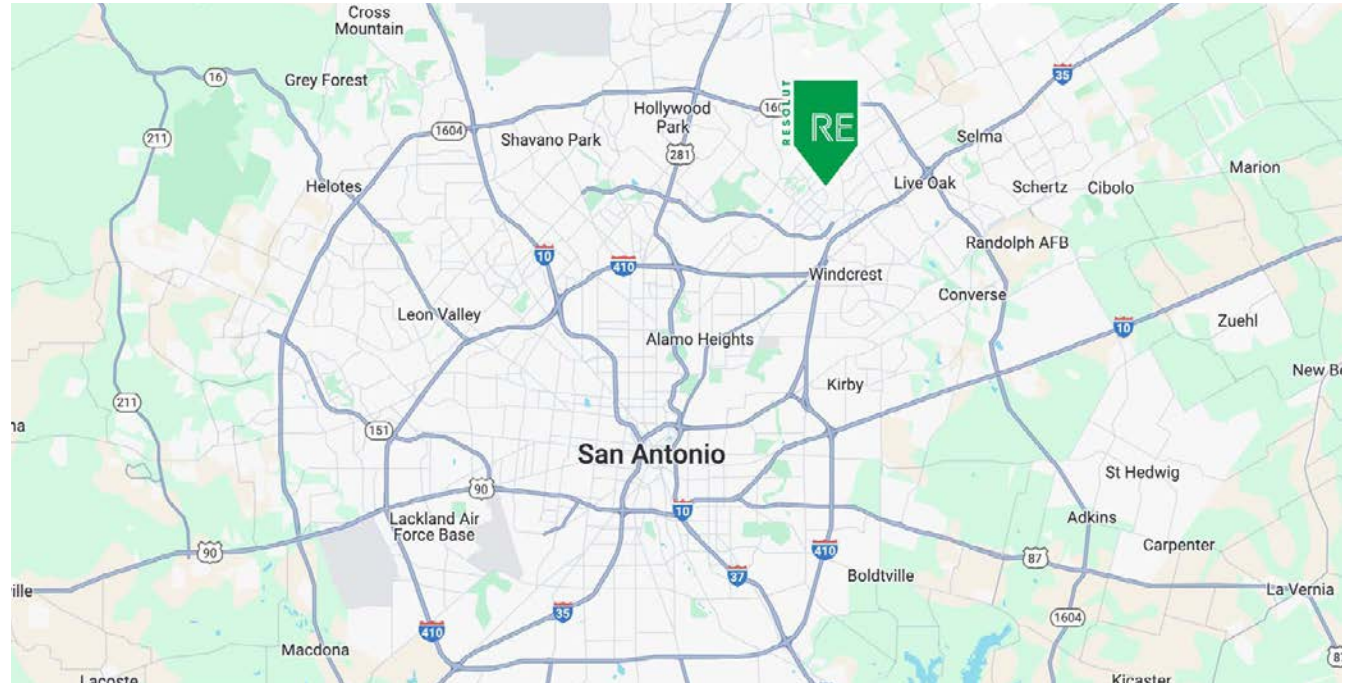 Cross
Mountain
35
16
Grey Forest
RESOLUT
RE
Hollywood
Park
1604
Shavano Park
211
281
Selma
Marion
Helotes
Live Oak
Schertz
Cibolo
Randolph AFB
10
410
Windcrest
Converse
Leon Valley
Zuehl
10
Alamo Heights
Kirby
211
151
San Antonio
St Hedwig
90
10
Lackland Air
Force Base
Adkins
Carpenter
90
410
87
37
Boldtville
La Vernia
35
1604
410
Macdona
Lacoste
Kicaster